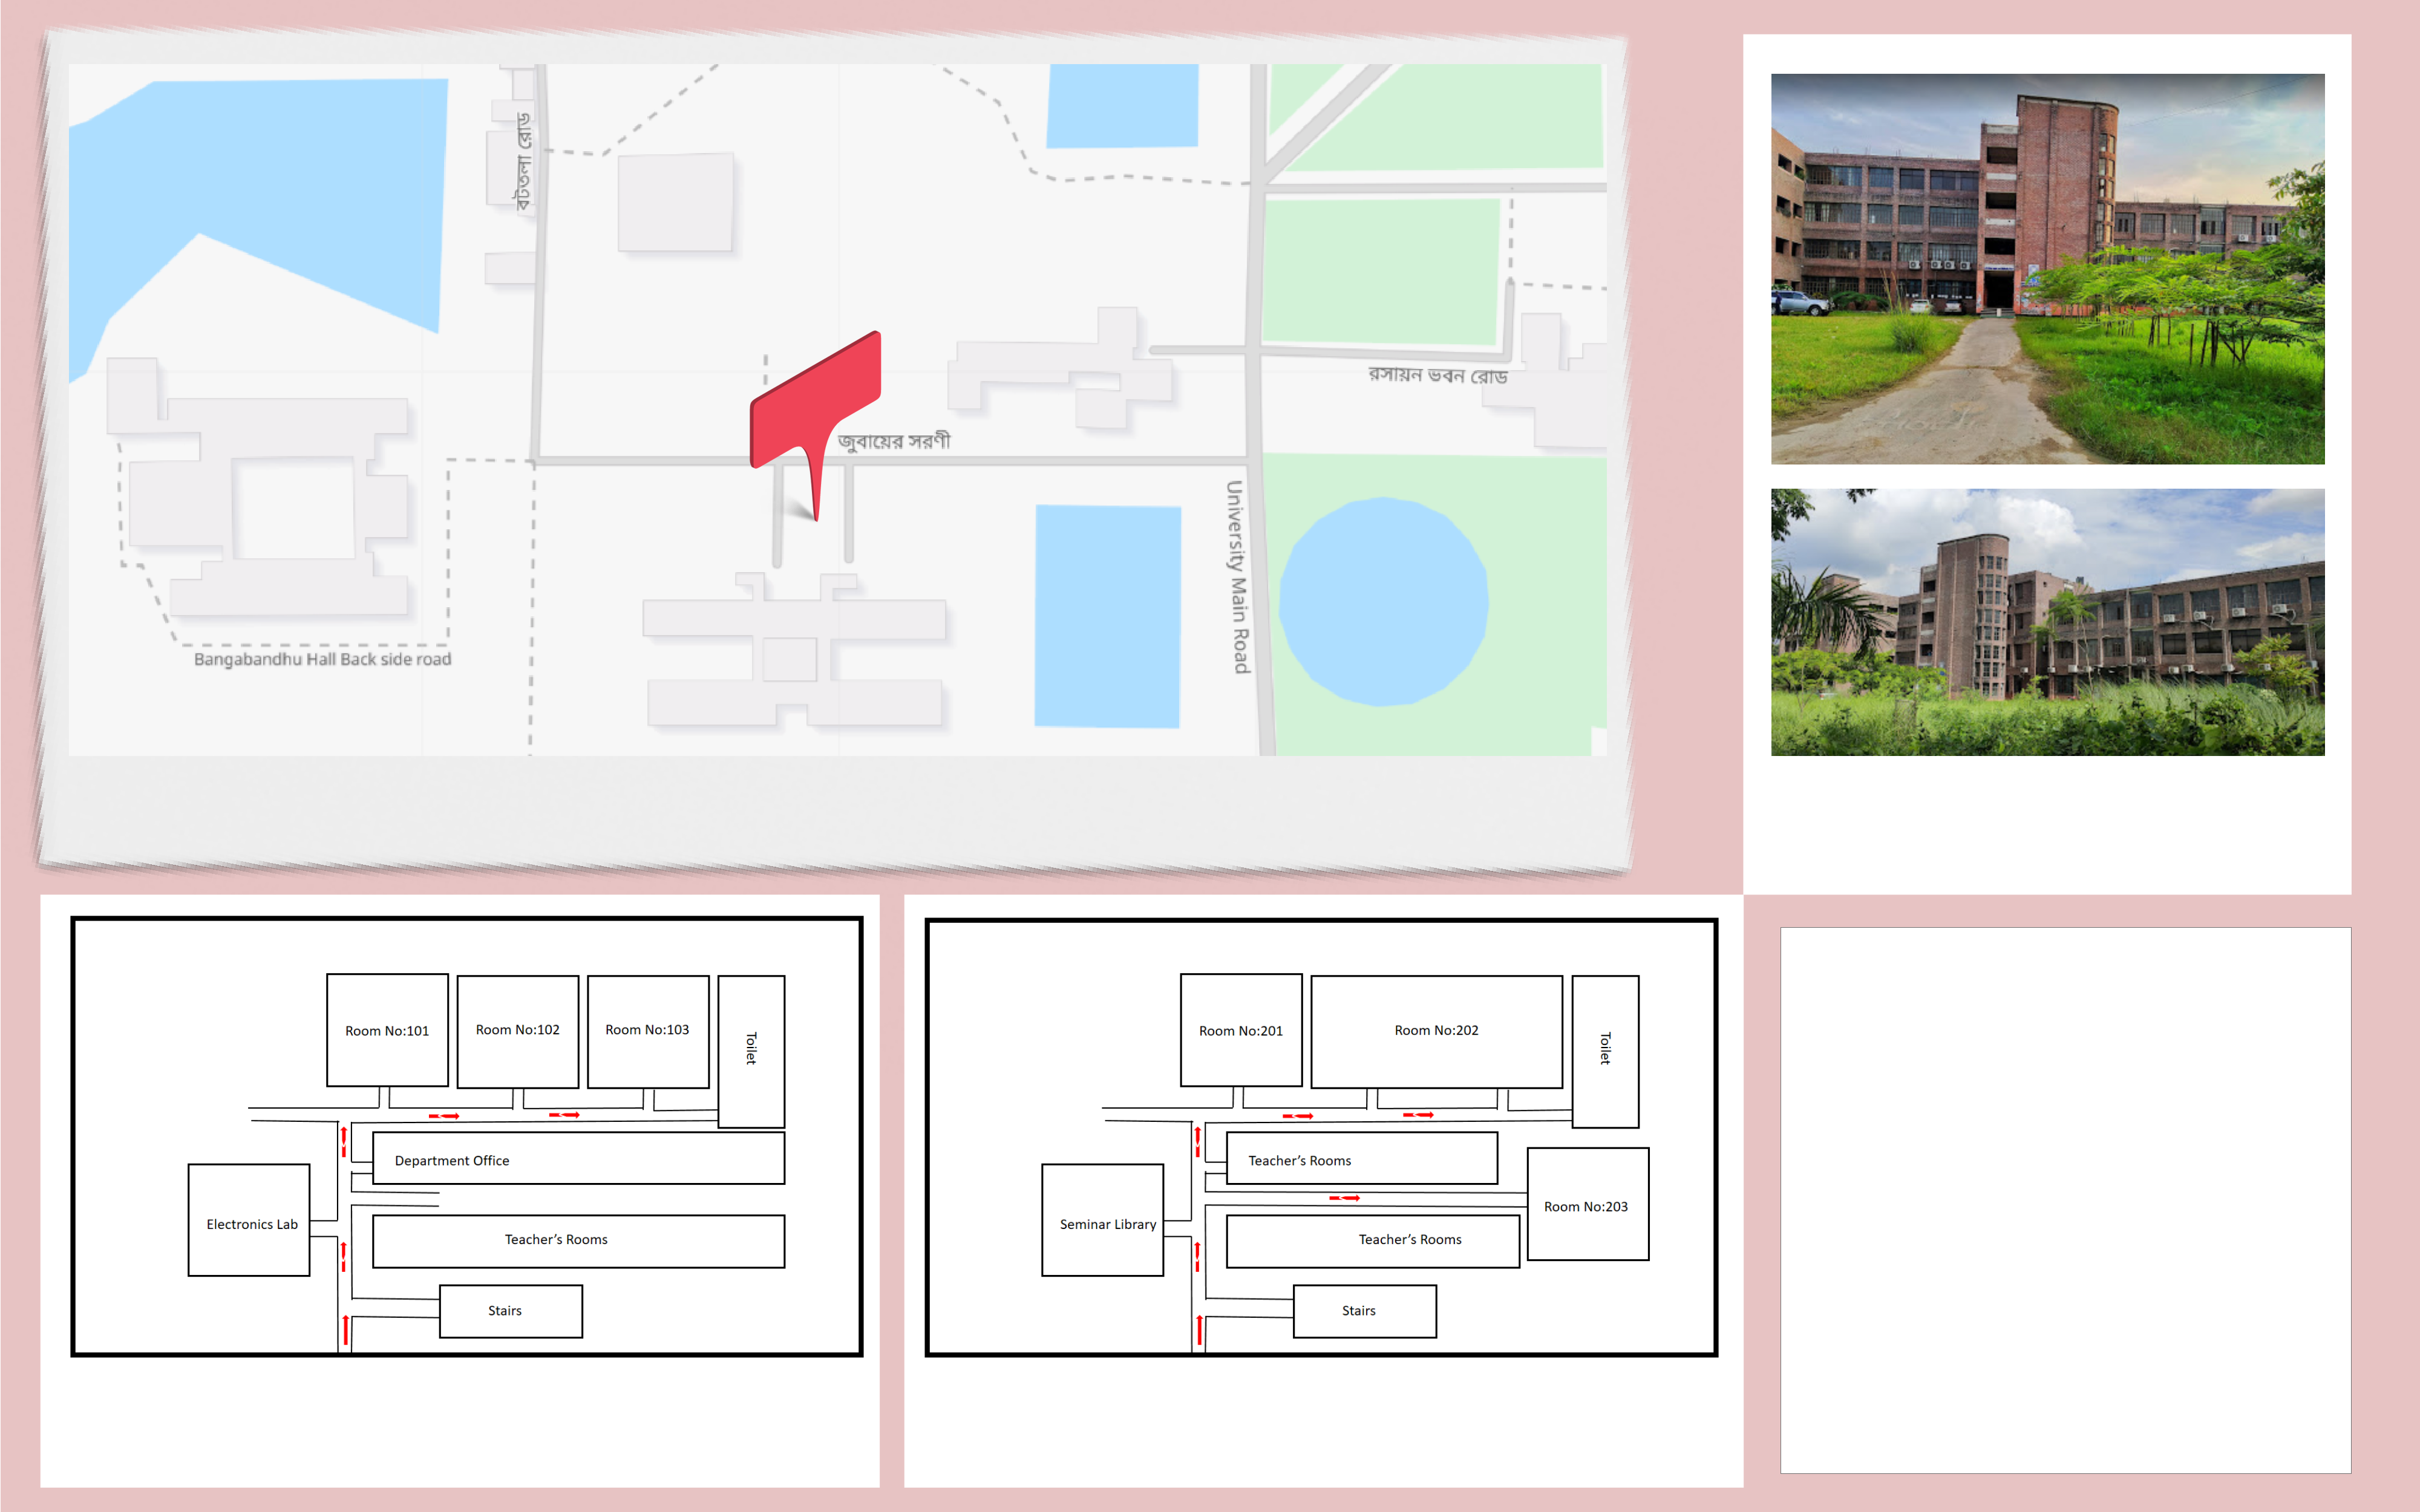 বটতলা রোড
জুবায়ের সরণী
রসায়ন ভবন রোড
University Main Road
Bangabandhu Hall Back side road
Room No:101
Room No:102
Room No:103
Toilet
Department Office
Electronics Lab
Teacher’s Rooms
Stairs
Room No:201
Room No:202
Toilet
Teacher’s Rooms
Room No:203
Seminar Library
Teacher’s Rooms
Stairs